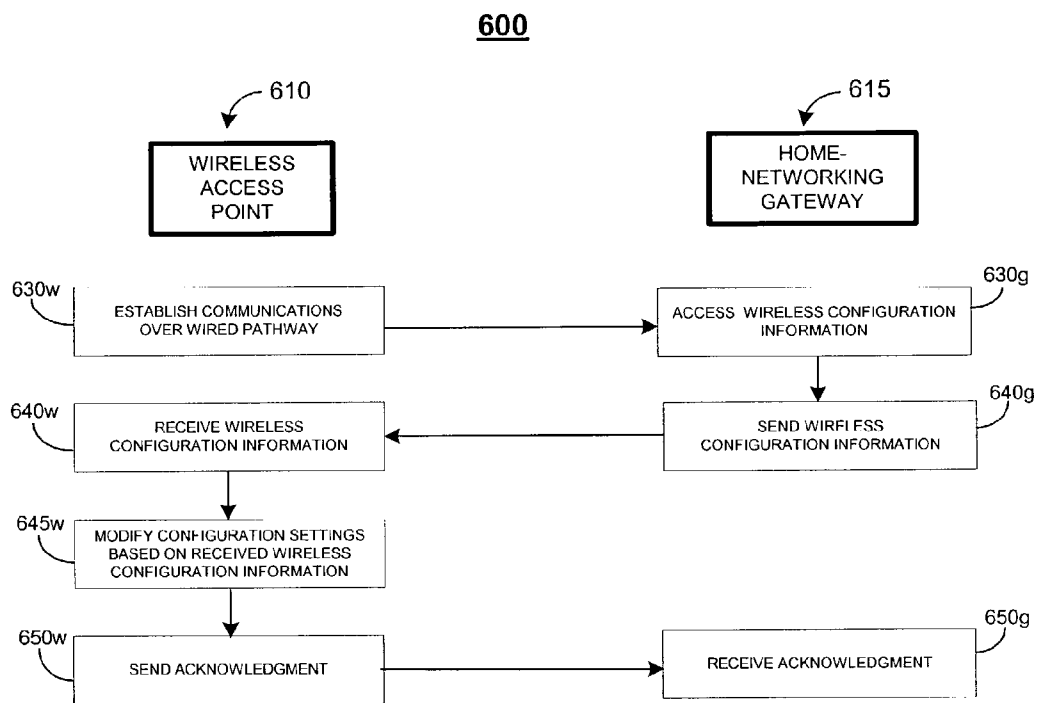 600
610
615
WIRELESS
ACCESS
POINT
HOME-
NETWORKING
GATEWAY
630w
630g
ESTABLISH COMMUNICATIONS
OVER WIRED PATHWAY
ACCESS WIRELESS CONFIGURATION
INFORMATION
640w
640g
RECEIVE WIRELESS
CONFIGURATION INFORMATION
SEND WIRELESS
CONFIGURATION INFORMATION
645w
MODIFY CONFIGURATION SETTINGS
BASED ON RECEIVED WIRELESS
CONFIGURATION INFORMATION
650w
650g
SEND ACKNOWLEDGMENT
RECEIVE ACKNOWLEDGMENT